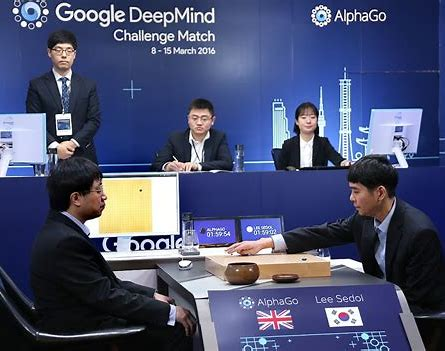 Google DeepMind
Challenge Match
8 - 15 March 2016
AlphaGo
ALPHAGO
01:59:54
LEE SEDOL
01:59:02
Google
AlphaGo
Lee Sedol